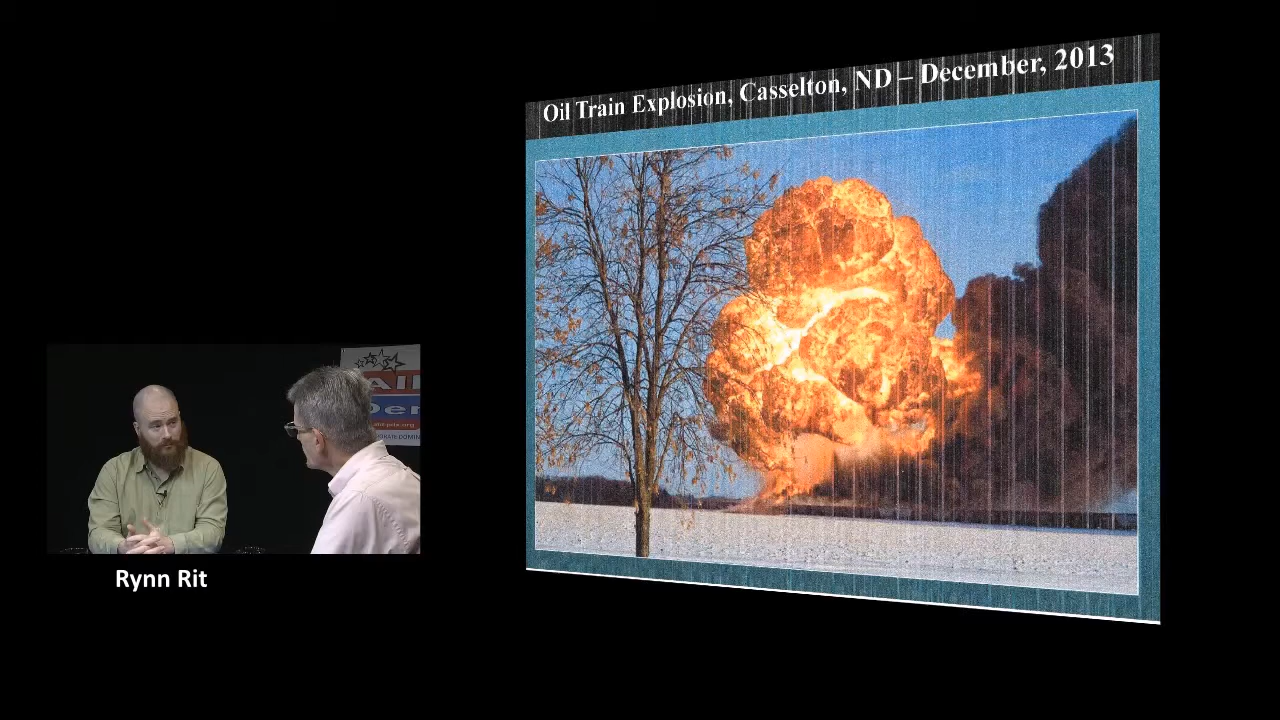 Oil Train Explosion, Casselton, ND – December, 2013
Rynn Rit